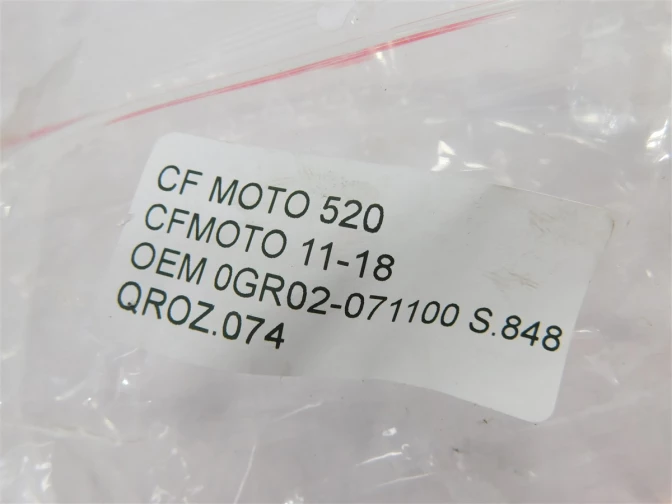 CF MOTO 520
CFMOTO 11-18
OEM 0GR02-071100 S.848
QROZ.074